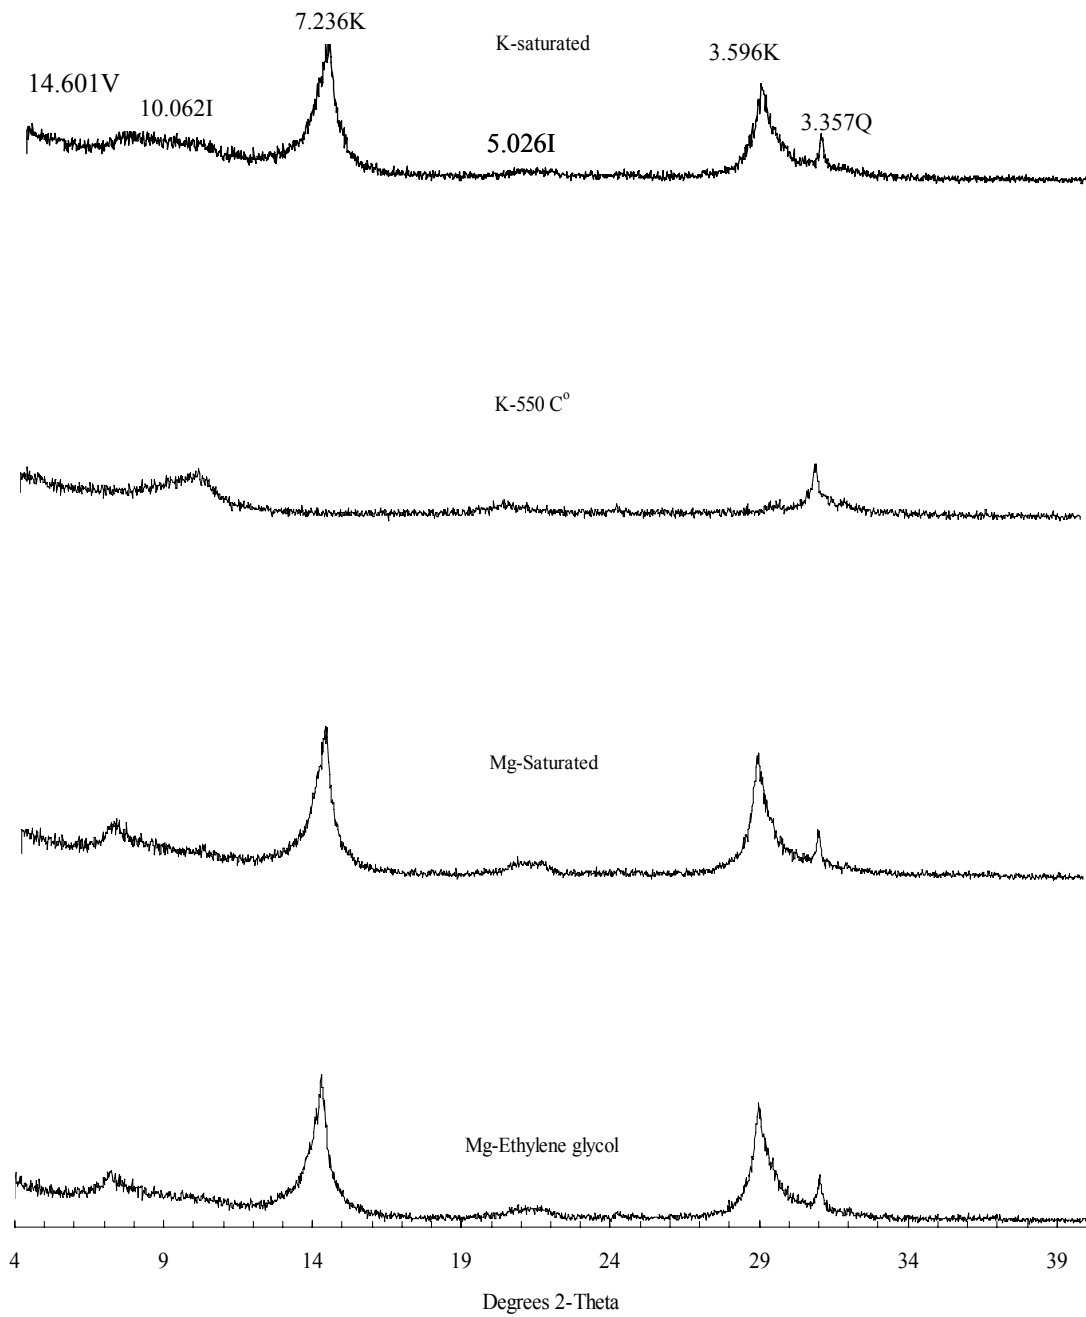 7.236K
K-saturated
3.596K
14.601V
10.062I
3.357Q
5.026I
K-550 C°
Mg-Saturated
Mg-Ethylene glycol
4 9 14 19 24 29 34 39
Degrees 2-Theta